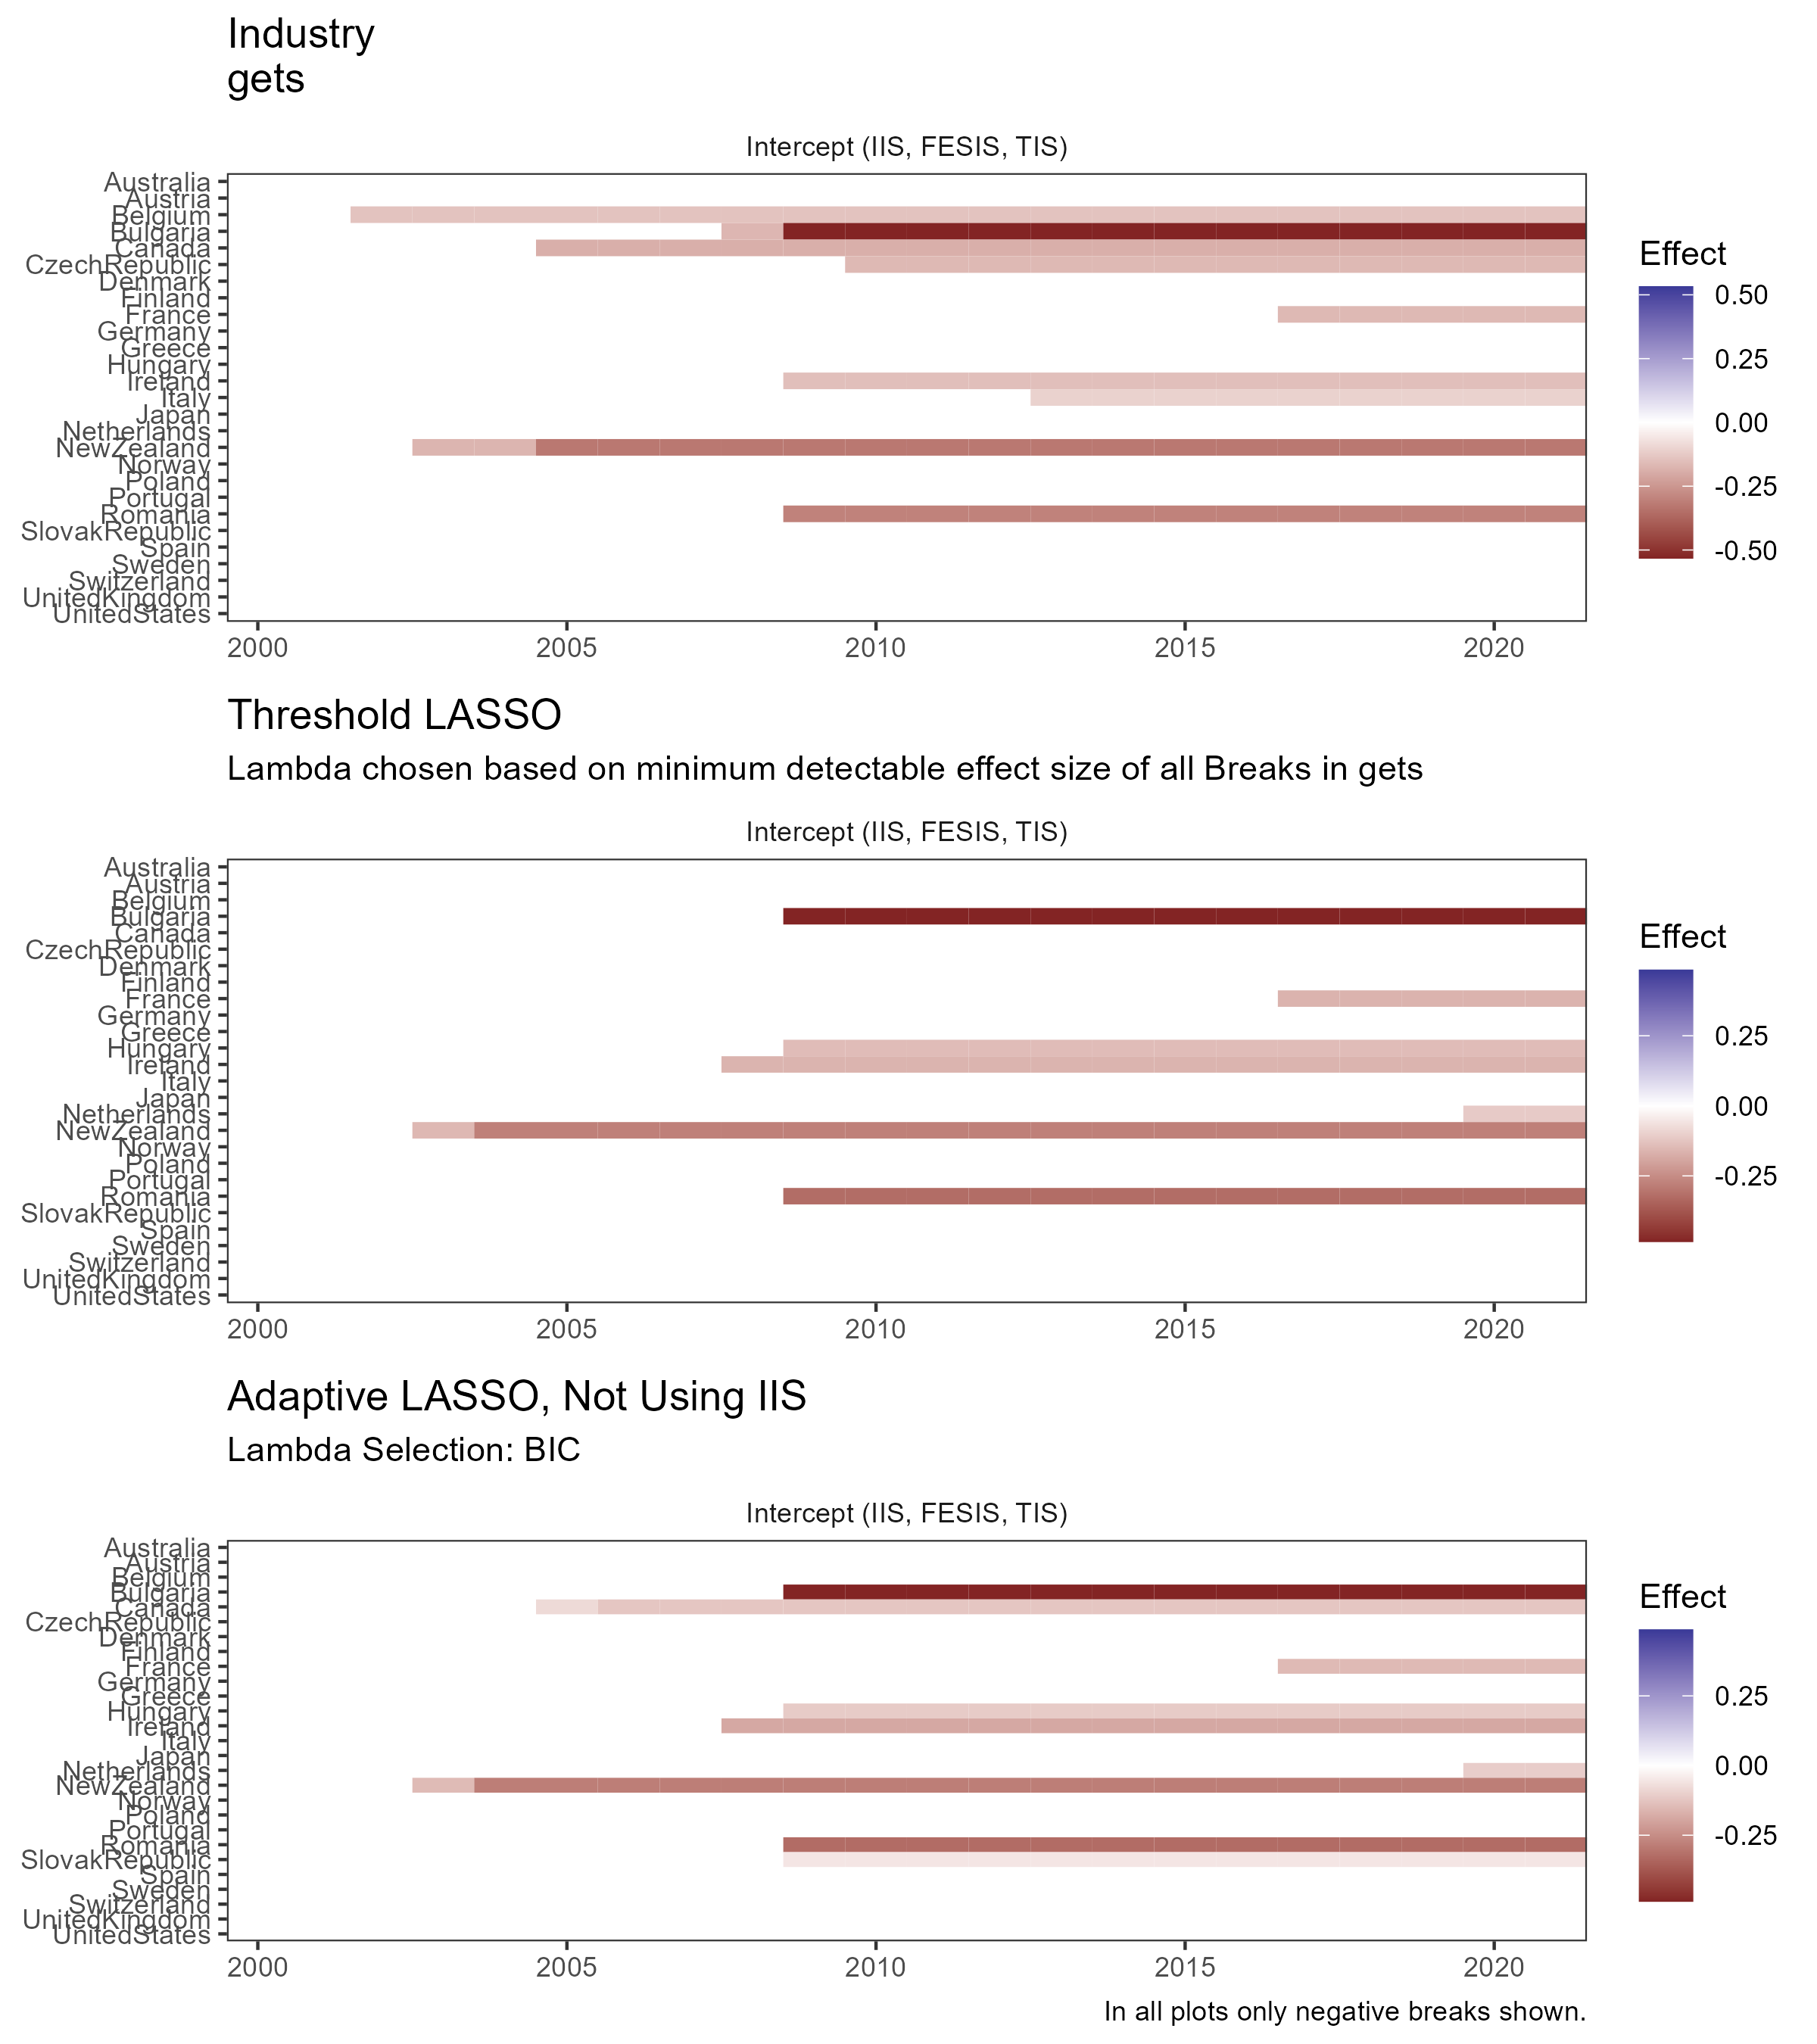 Industry
gets
Intercept (IIS, FESIS, TIS)
Australia
Austria
Belgium
Bulgaria
Canada
CzechRepublic
Denmark
Finland
France
Germany
Greece
Hungary
Ireland
Italy
Japan
Netherlands
NewZealand
Norway
Poland
Portugal
Romania
SlovakRepublic
Spain
Sweden
Switzerland
UnitedKingdom
UnitedStates
2000 2005 2010 2015 2020
Effect
0.50
0.25
0.00
-0.25
-0.50
Threshold LASSO
Lambda chosen based on minimum detectable effect size of all Breaks in gets
Intercept (IIS, FESIS, TIS)
Australia
Austria
Belgium
Bulgaria
Canada
CzechRepublic
Denmark
Finland
France
Germany
Greece
Hungary
Ireland
Italy
Japan
Netherlands
NewZealand
Norway
Poland
Portugal
Romania
SlovakRepublic
Spain
Sweden
Switzerland
UnitedKingdom
UnitedStates
2000 2005 2010 2015 2020
Effect
0.25
0.00
-0.25
Adaptive LASSO, Not Using IIS
Lambda Selection: BIC
Intercept (IIS, FESIS, TIS)
Australia
Austria
Belgium
Bulgaria
Canada
CzechRepublic
Denmark
Finland
France
Germany
Greece
Hungary
Ireland
Italy
Japan
Netherlands
NewZealand
Norway
Poland
Portugal
Romania
SlovakRepublic
Spain
Sweden
Switzerland
UnitedKingdom
UnitedStates
2000 2005 2010 2015 2020
Effect
0.25
0.00
-0.25
In all plots only negative breaks shown.